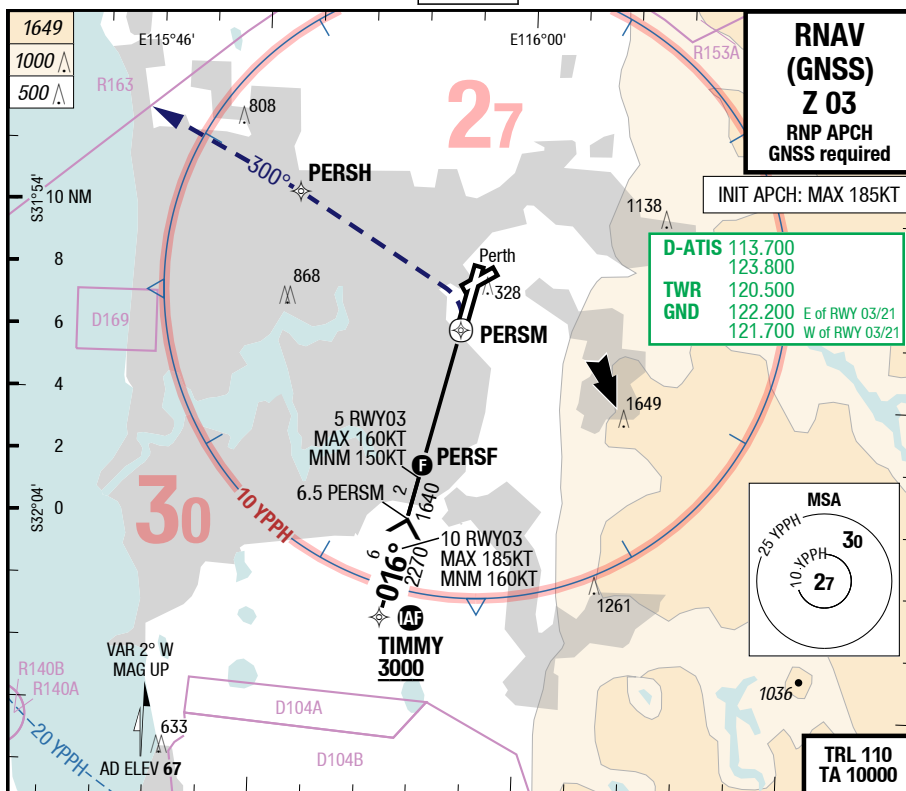 1649
1000
500
E115°46'
E116°00'
R163
R153A
RNAV
(GNSS)
Z 03
RNP APCH
GNSS required
808
27
300°
PERSH
S31°54'
10 NM
INIT APCH: MAX 185KT
1138
D-ATIS 113.700
123.800
TWR 120.500
GND 122.200 E of RWY 03/21
121.700 W of RWY 03/21
8
Perth
868
328
D169
6
PERSM
4
1649
5 RWY03
MAX 160KT
MNM 150KT
PERSF
F
2
6.5 PERSM
2
1640
S32°04'
0
30
10 YPPH
10 RWY03
MAX 185KT
MNM 160KT
6
016°
2270
MSA
25 YPPH
30
10 YPPH
27
1261
IAF
TIMMY
3000
VAR 2° W
MAG UP
R140B
R140A
1036
D104A
633
20 YPPH
D104B
AD ELEV 67
TRL 110
TA 10000